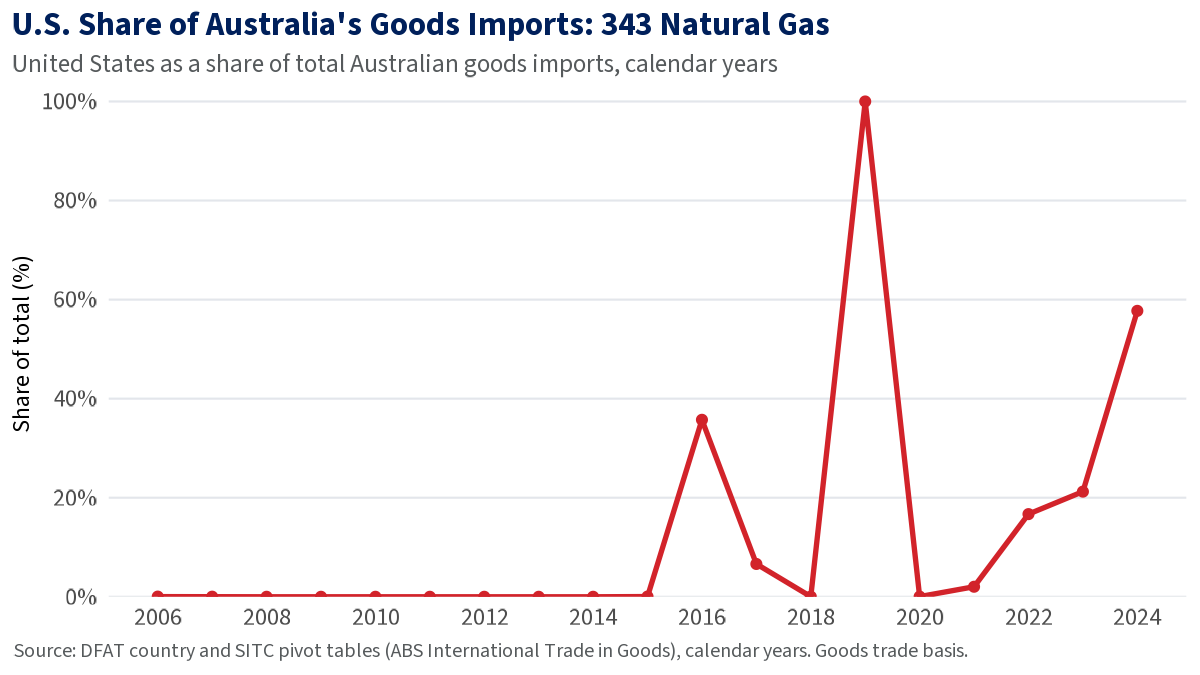 U.S. Share of Australia's Goods Imports: 343 Natural Gas
United States as a share of total Australian goods imports, calendar years
Share of total (%)
100%
80%
60%
40%
20%
0%
2006 2008 2010 2012 2014 2016 2018 2020 2022 2024
Source: DFAT country and SITC pivot tables (ABS International Trade in Goods), calendar years. Goods trade basis.